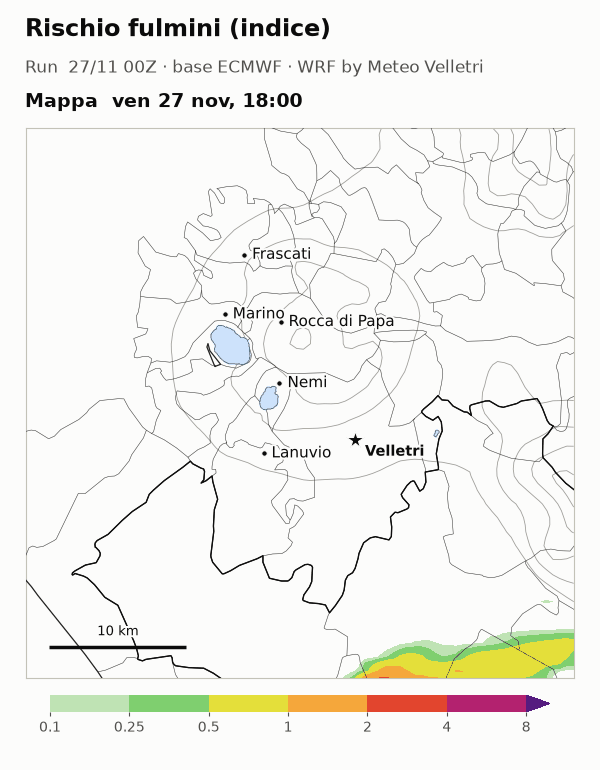 Rischio fulmini (indice)
Run  27/11 00Z · base ECMWF · WRF by Meteo Velletri
Mappa  ven 27 nov, 18:00
Frascati
Marino
Rocca di Papa
Nemi
Velletri
Lanuvio
10 km
0.1 0.25 0.5 1 2 4 8